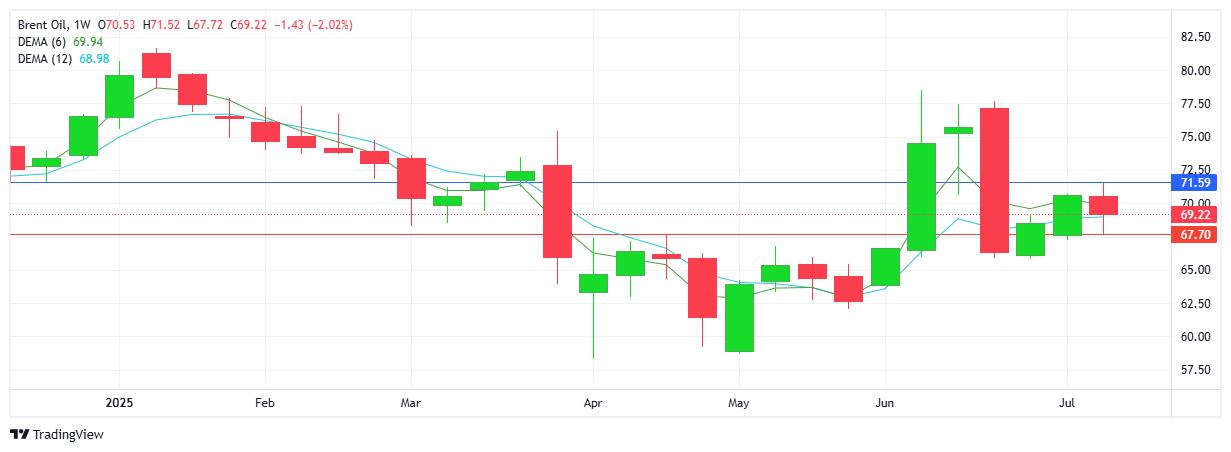 Brent Oil, 1W O70.53 H71.52 L67.72 C69.22 −1.43 (−2.02%)
DEMA (6) 69.94
DEMA (12) 68.98
82.50
80.00
77.50
75.00
72.50
71.59
70.00
69.22
67.70
65.00
62.50
60.00
57.50
2025 Feb Mar Apr May Jun Jul
TradingView